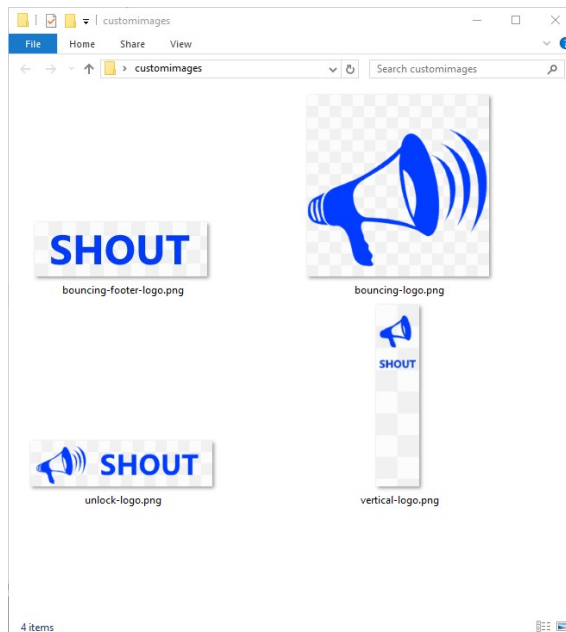 customimages
File Home Share View
customimages
Search customimages
SHOUT
bouncing-footer-logo.png
bouncing-logo.png
SHOUT
SHOUT
unlock-logo.png
vertical-logo.png
4 items